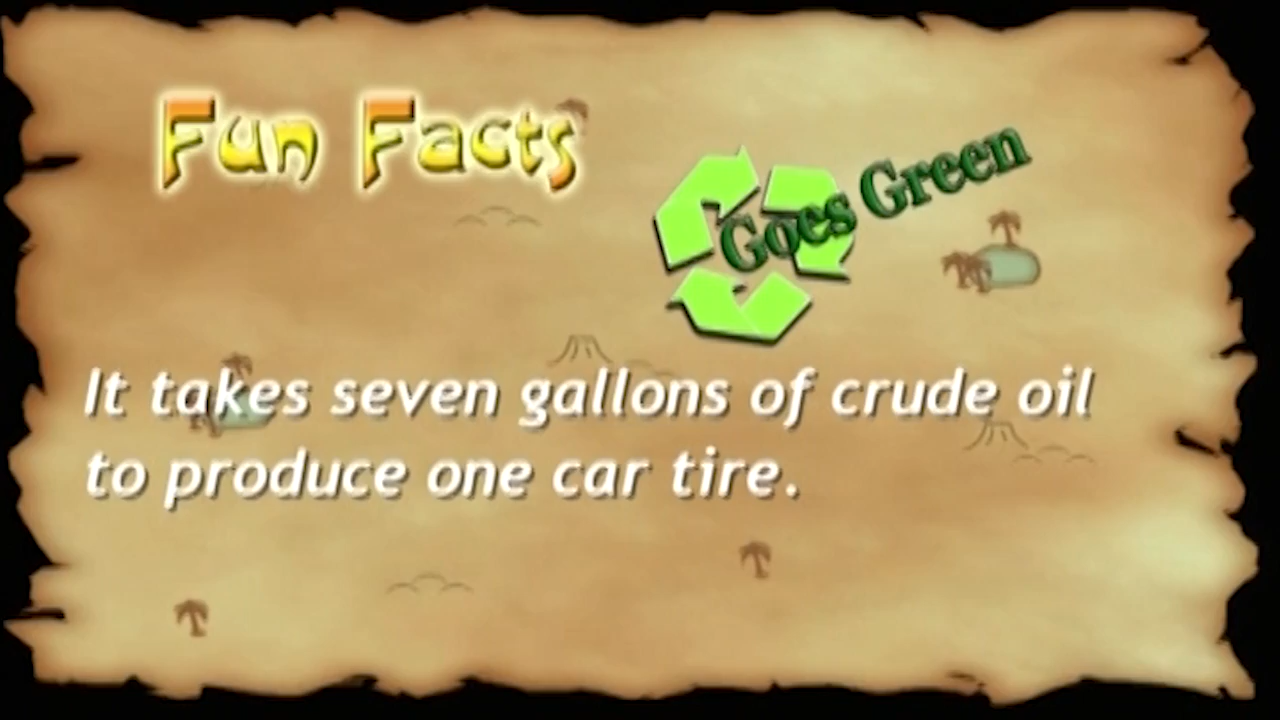 Fun Facts
Goes Green
It takes seven gallons of crude oil
to produce one car tire.